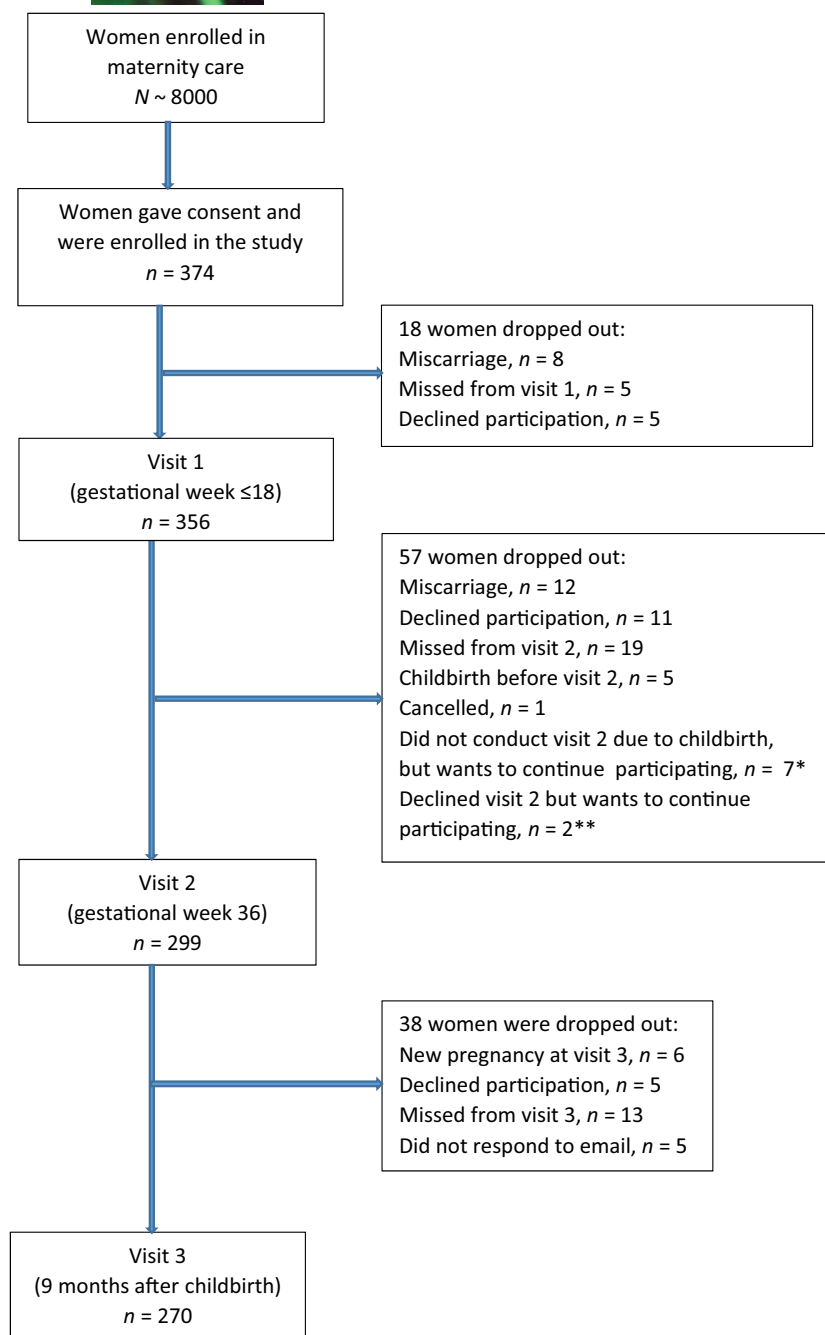 Women enrolled in
maternity care
N ~ 8000
Women gave consent and
were enrolled in the study
n = 374
18 women dropped out:
Miscarriage, n = 8
Missed from visit 1, n = 5
Declined participation, n = 5
Visit 1
(gestational week ≤18)
n = 356
57 women dropped out:
Miscarriage, n = 12
Declined participation, n = 11
Missed from visit 2, n = 19
Childbirth before visit 2, n = 5
Cancelled, n = 1
Did not conduct visit 2 due to childbirth,
but wants to continue participating, n = 7*
Declined visit 2 but wants to continue
participating, n = 2**
Visit 2
(gestational week 36)
n = 299
38 women were dropped out:
New pregnancy at visit 3, n = 6
Declined participation, n = 5
Missed from visit 3, n = 13
Did not respond to email, n = 5
Visit 3
(9 months after childbirth)
n = 270